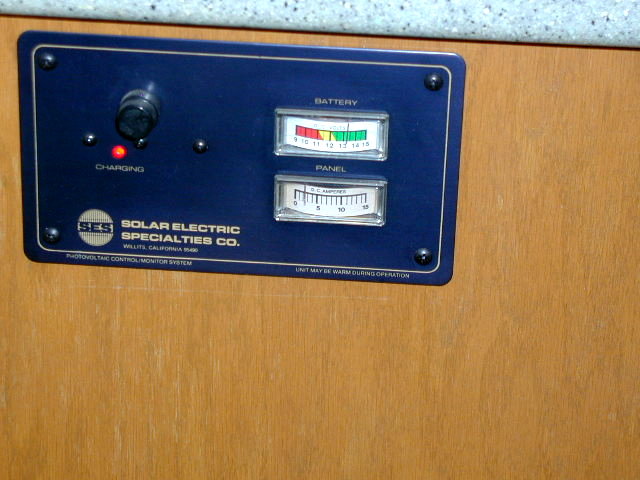 BATTERY
D.C. VOLTS
9 10 11 12 13 14 15
CHARGING
PANEL
D.C. AMPERES
0 5 10 15
SES
SOLAR ELECTRIC
SPECIALTIES CO.
WILLITS, CALIFORNIA 95490
PHOTOVOLTAIC CONTROL/MONITOR SYSTEM
UNIT MAY BE WARM DURING OPERATION